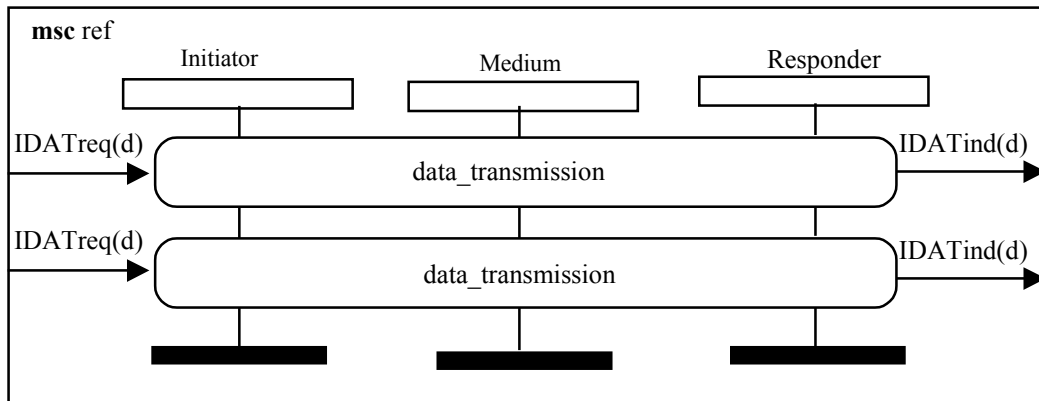 msc ref
Initiator
Medium
Responder
IDATreq(d)
data_transmission
IDATind(d)
IDATreq(d)
data_transmission
IDATind(d)